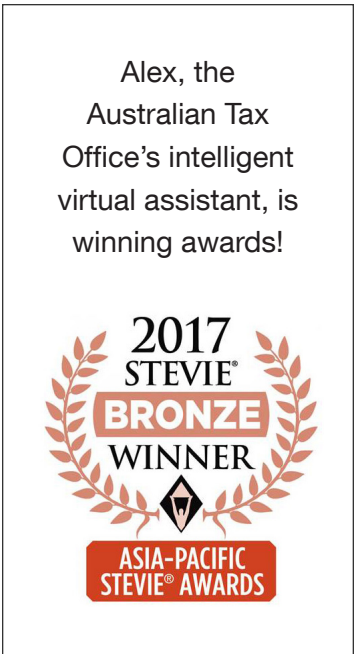 Alex, the
Australian Tax
Office’s intelligent
virtual assistant, is
winning awards!
2017
STEVIE®
BRONZE
WINNER
ASIA-PACIFIC
STEVIE® AWARDS